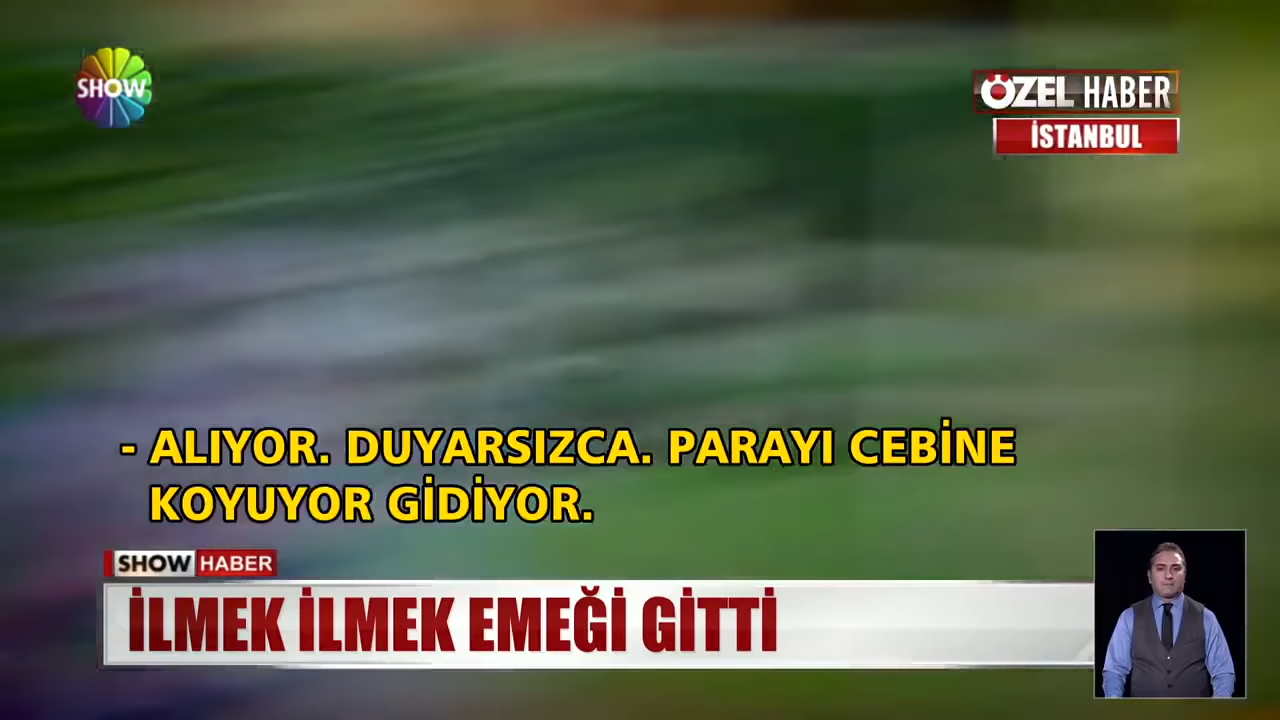 SHOW
ÖZEL HABER
İSTANBUL
- ALIYOR. DUYARSIZCA. PARAYI CEBİNE
KOYUYOR GİDİYOR.
SHOW HABER
İLMEK İLMEK EMEĞİ GİTTİ